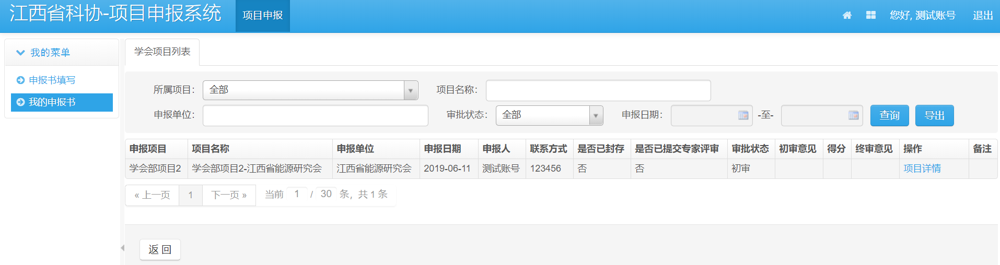 江西省科协-项目申报系统 项目申报 您好, 测试账号 退出
我的菜单
申报书填写
我的申报书
学会项目列表
所属项目： 全部 项目名称：
申报单位： 审批状态： 全部 申报日期： -至- 查询 导出
申报项目 项目名称 申报单位 申报日期 申报人 联系方式 是否已封存 是否已提交专家评审 审批状态 初审意见 得分 终审意见 操作 备注
学会部项目2 学会部项目2-江西省能源研究会 江西省能源研究会 2019-06-11 测试账号 123456 否 否 初审 项目详情
« 上一页 1 下一页 » 当前 1 / 30 条，共 1 条
返 回